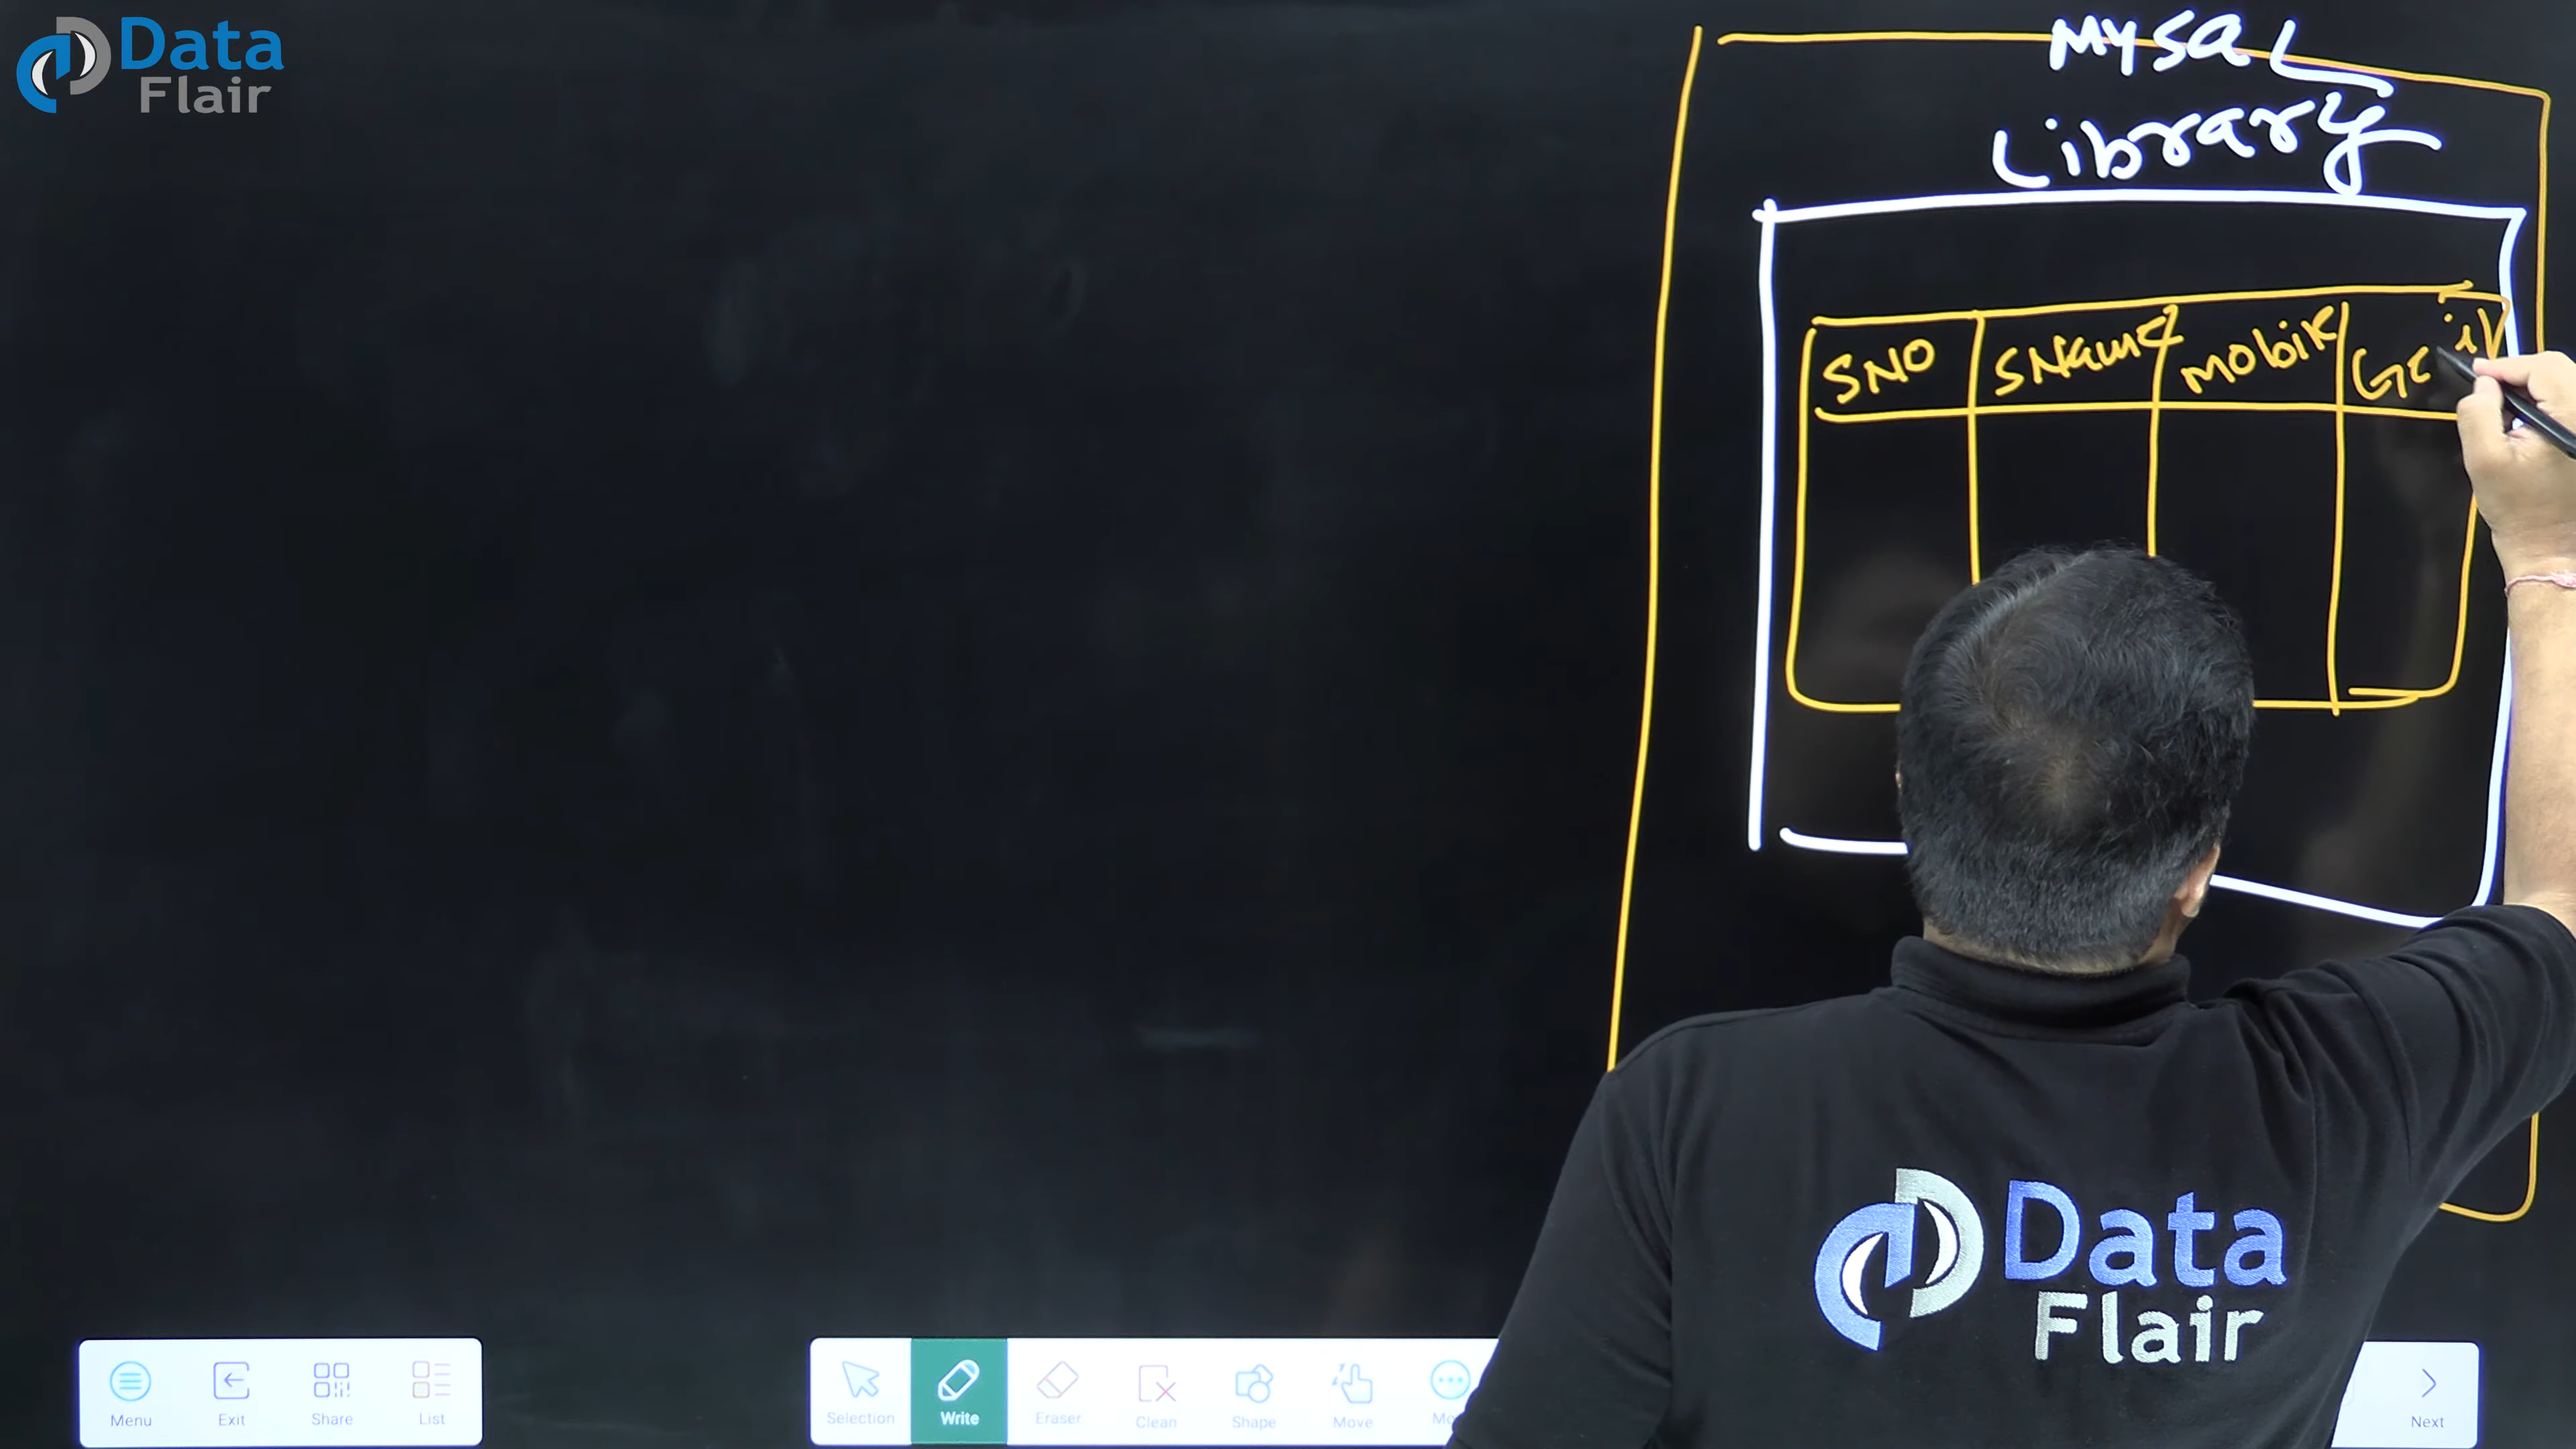 Data
Flair
MySQL
Library
SNO
SName
Mobile
Data
Flair
Menu
Exit
Share
List
Selection
Write
Eraser
Clean
Shape
Move
Next